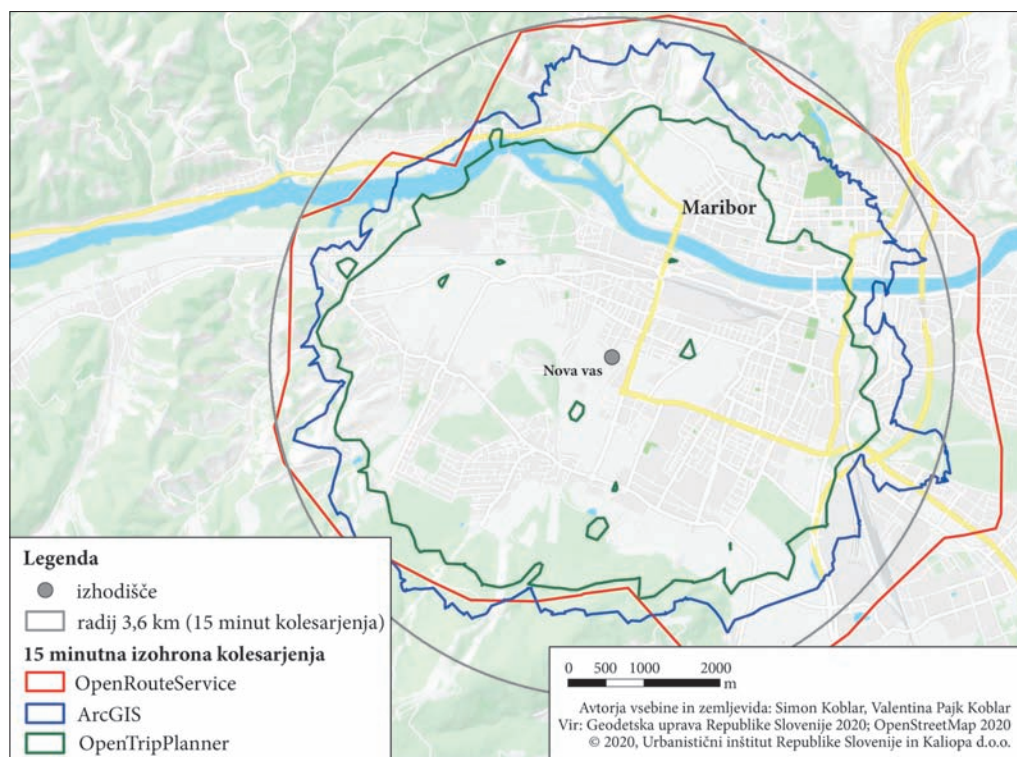 Maribor
Nova vas
Legenda
izhodišče
radij 3,6 km (15 minut kolesarjenja)
15 minutna izohrona kolesarjenja
OpenRouteService
ArcGIS
OpenTripPlanner
0 500 1000 2000
m
Avtorja vsebine in zemljevida: Simon Koblar, Valentina Pajk Koblar
Vir: Geodetska uprava Republike Slovenije 2020; OpenStreetMap 2020
© 2020, Urbanistični inštitut Republike Slovenije in Kaliopa d.o.o.